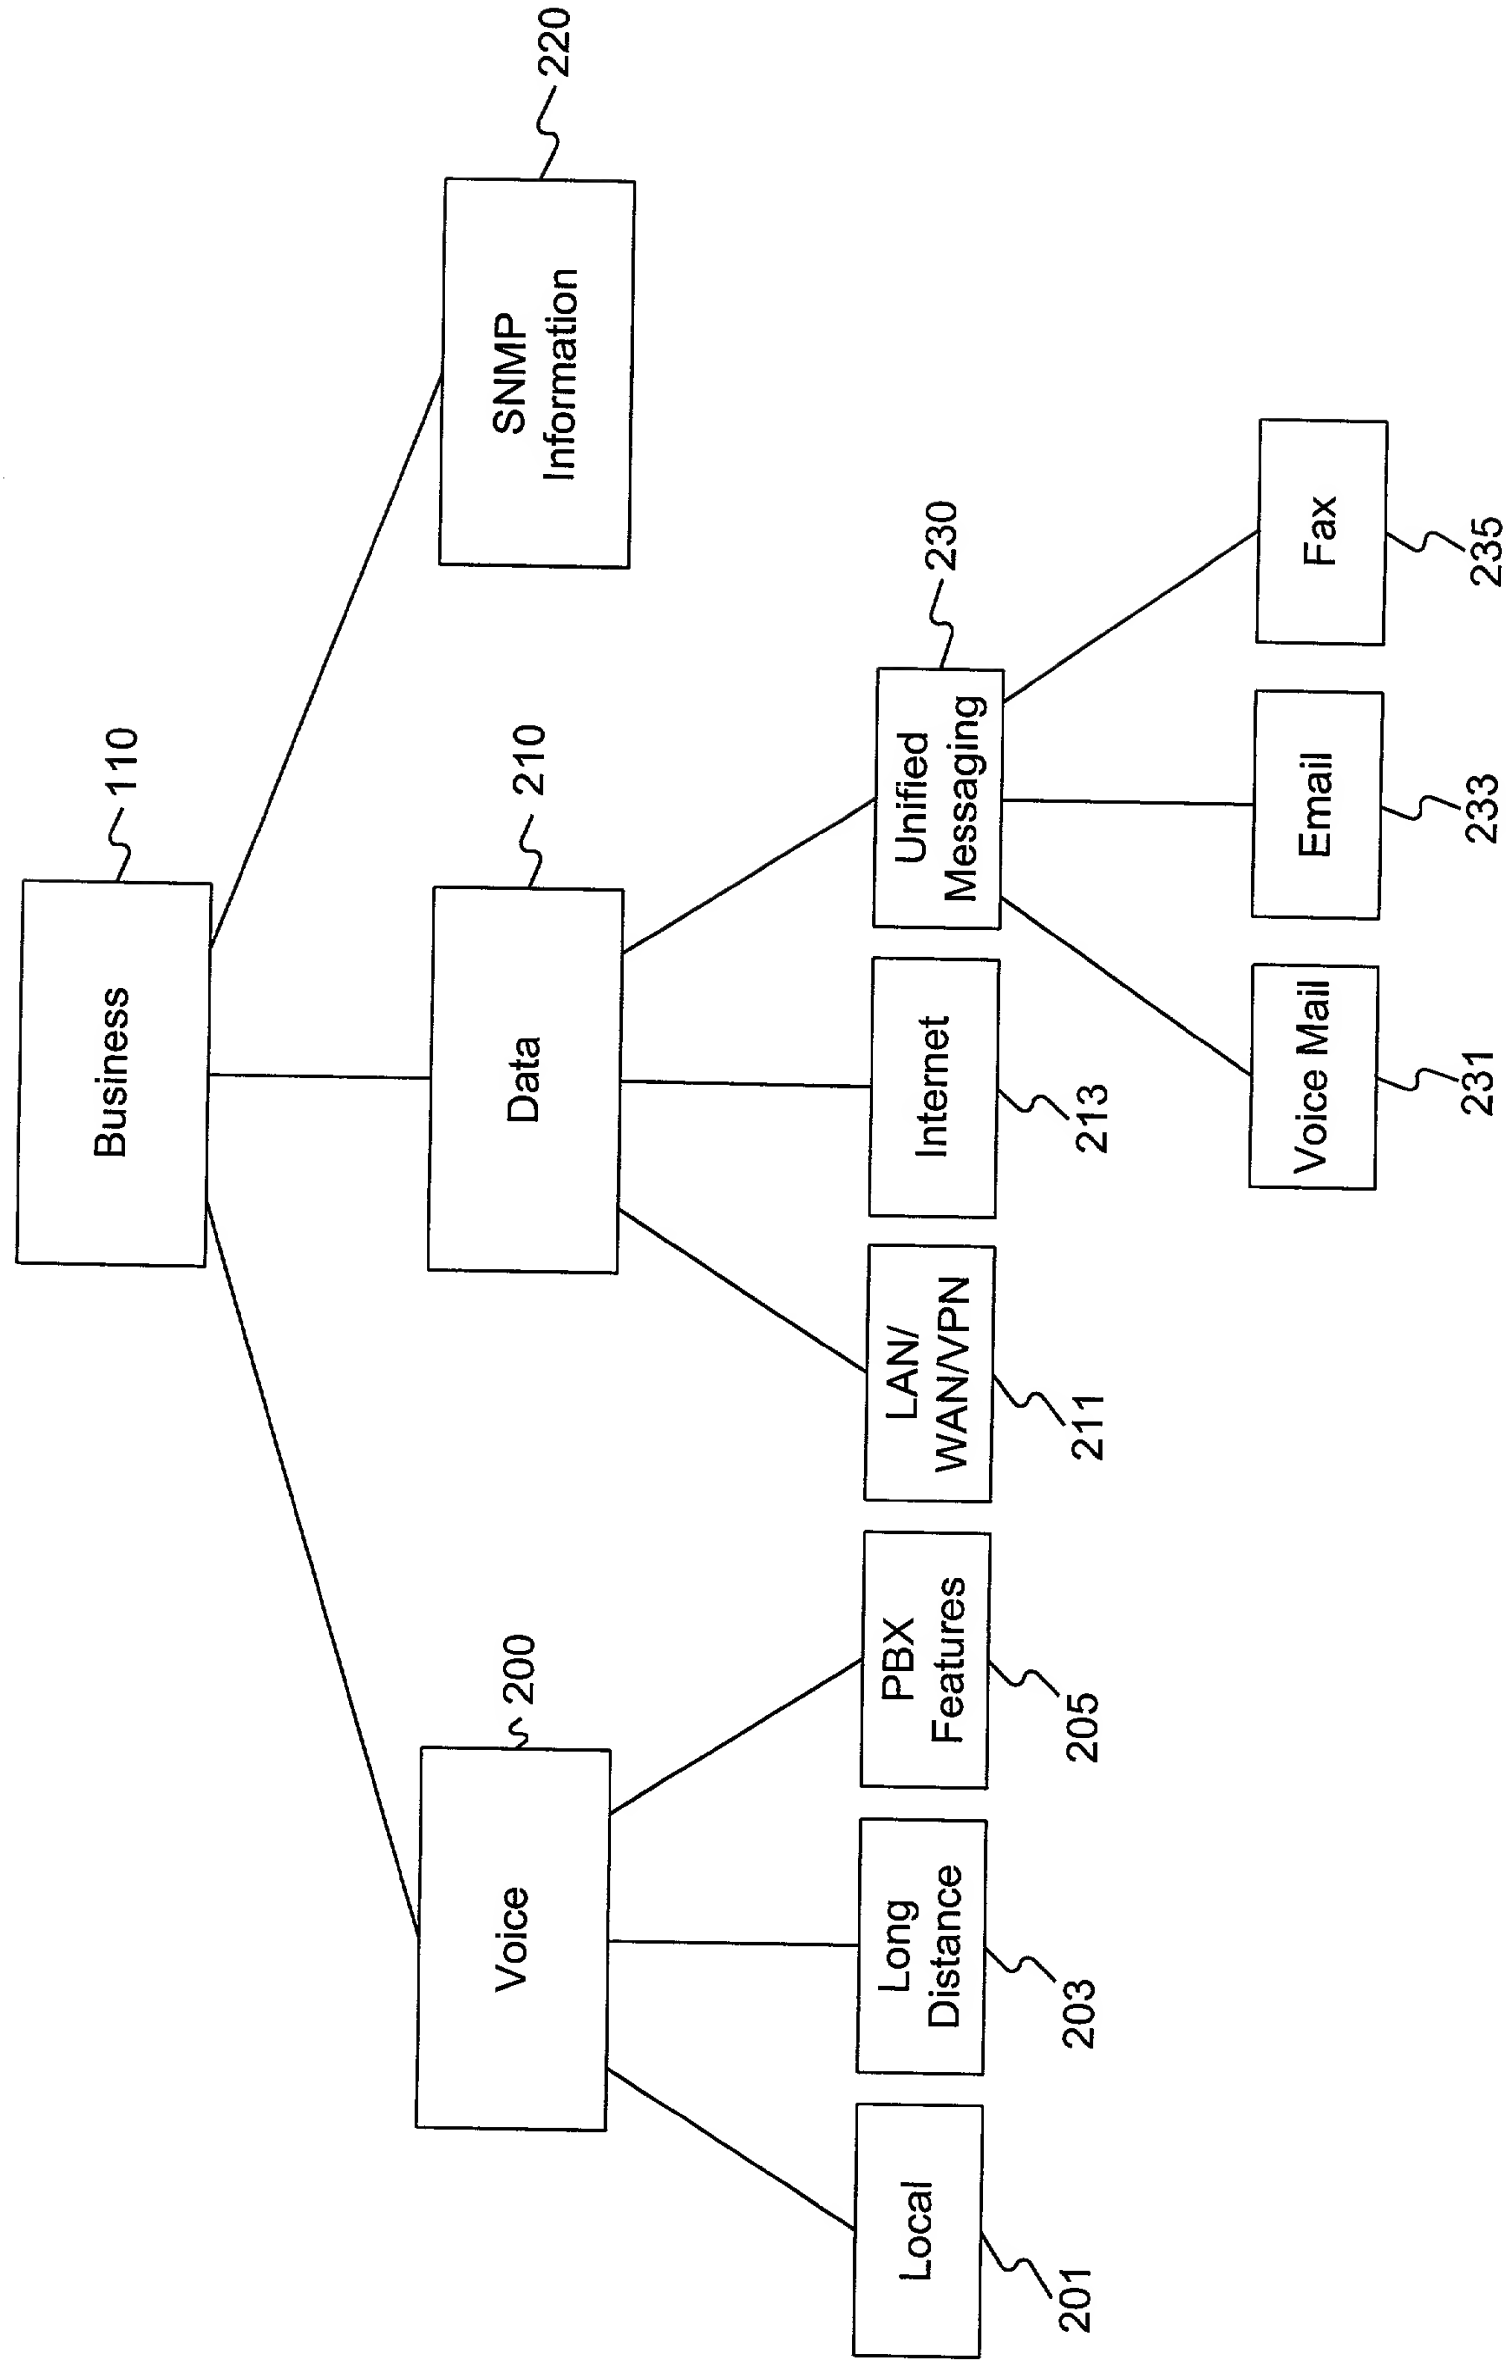 Business
110
Voice
200
Data
210
SNMP
Information
220
Local
201
Long
Distance
203
PBX
Features
205
LAN/
WAN/VPN
211
Internet
213
Unified
Messaging
230
Voice Mail
231
Email
233
Fax
235